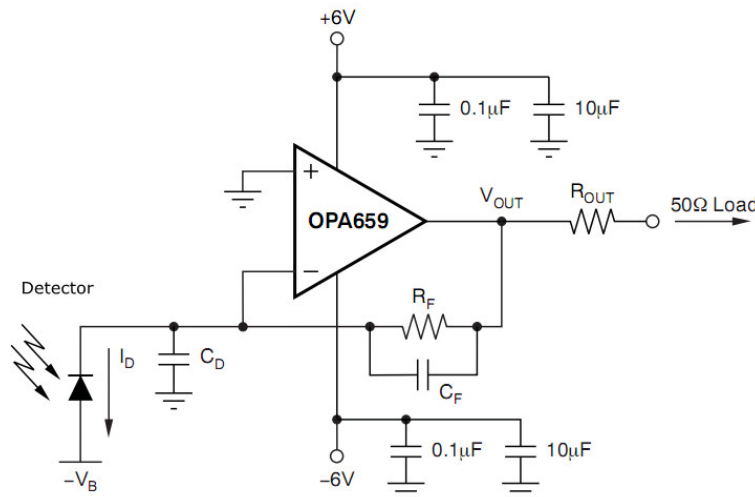 +6V
0.1μF
10μF
+
OPA659
−
V_OUT
R_OUT
50Ω Load
Detector
R_F
I_D
C_D
C_F
−V_B
0.1μF
10μF
−6V